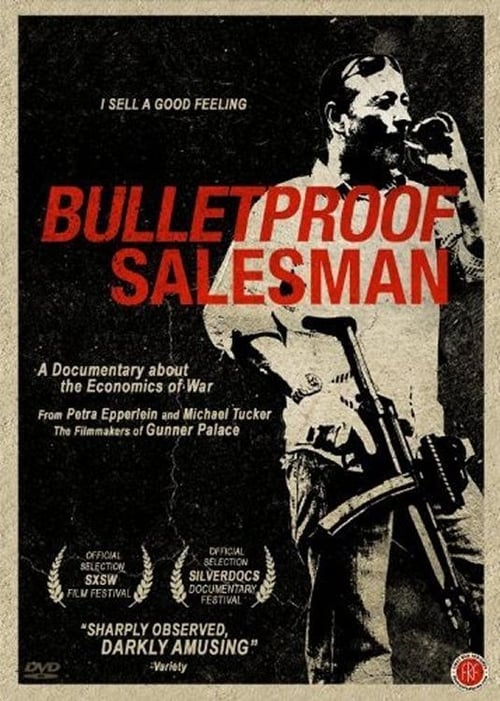 I SELL A GOOD FEELING
BULLETPROOF
SALESMAN
A Documentary about
the Economics of War
From Petra Epperlein and Michael Tucker
The Filmmakers of Gunner Palace
OFFICIAL
SELECTION
SXSW
FILM FESTIVAL
OFFICIAL
SELECTION
SILVERDOCS
DOCUMENTARY
FESTIVAL
"SHARPLY OBSERVED,
DARKLY AMUSING"
-Variety
DVD
FRF